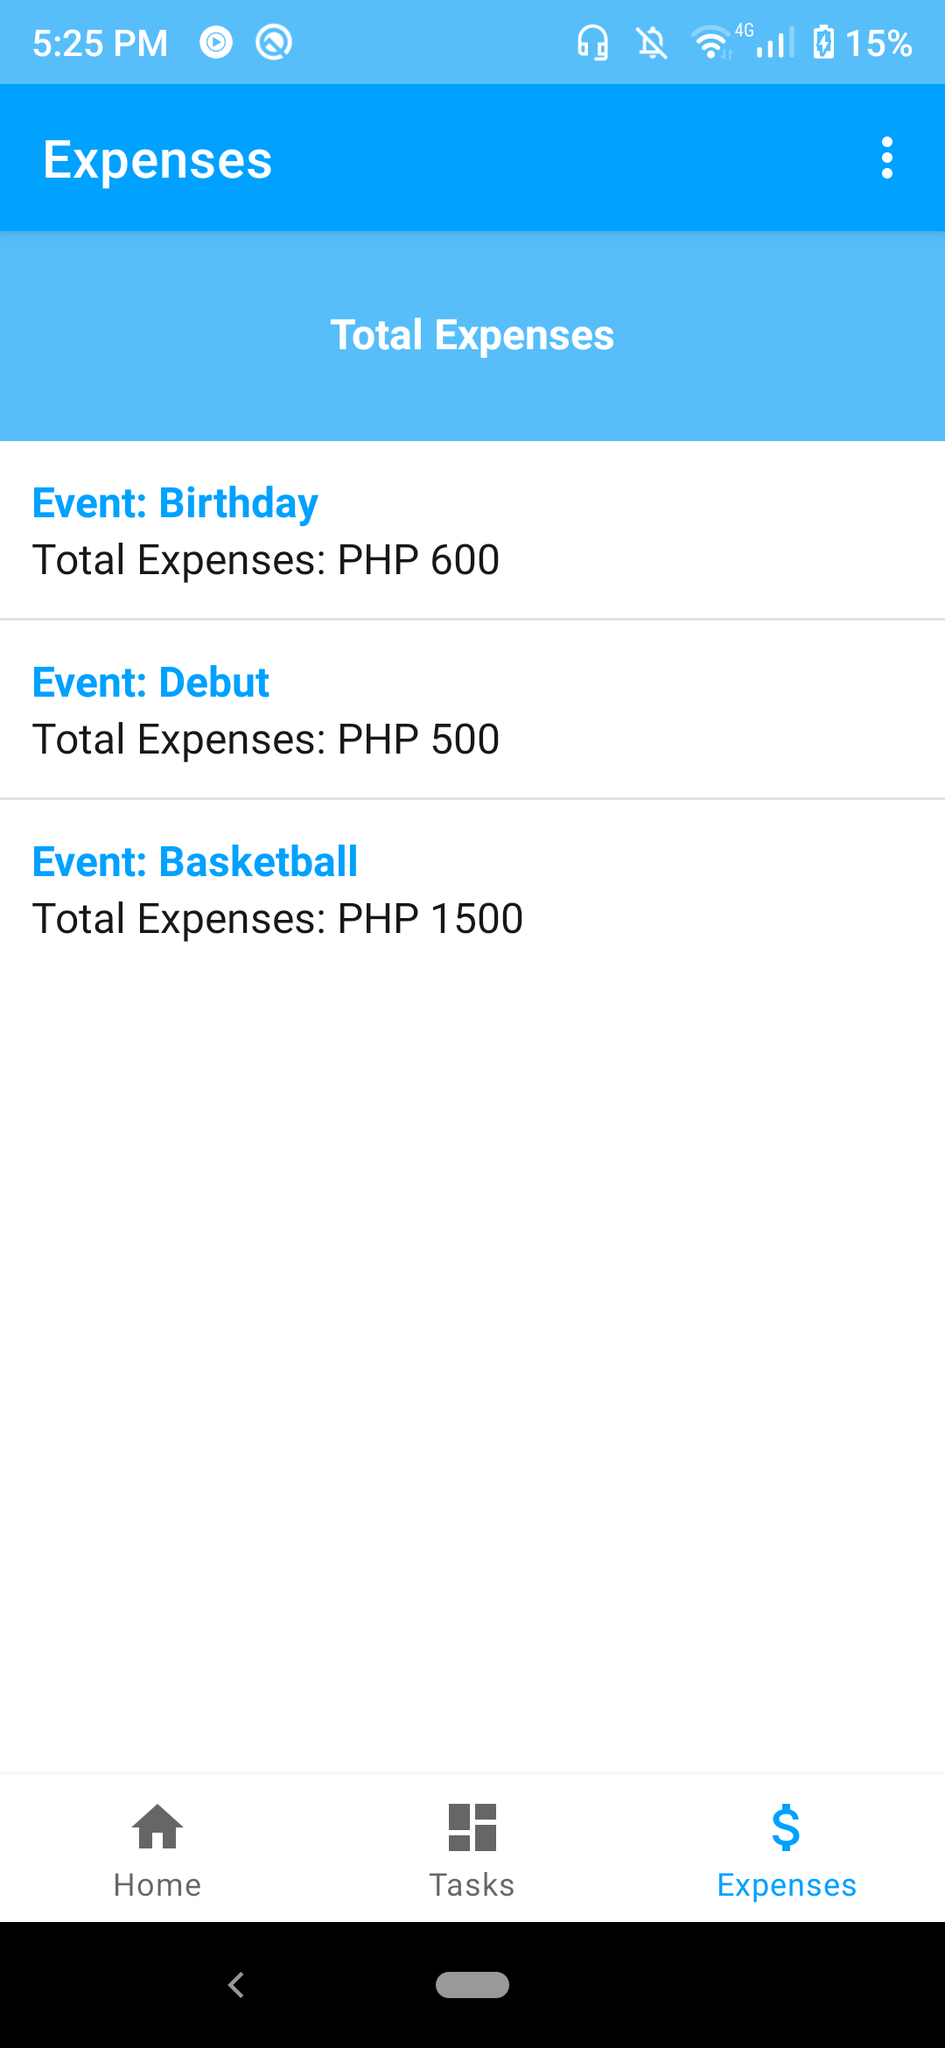 5:25 PM 4G 15%
Expenses
Total Expenses
Event: Birthday
Total Expenses: PHP 600
Event: Debut
Total Expenses: PHP 500
Event: Basketball
Total Expenses: PHP 1500
Home Tasks Expenses